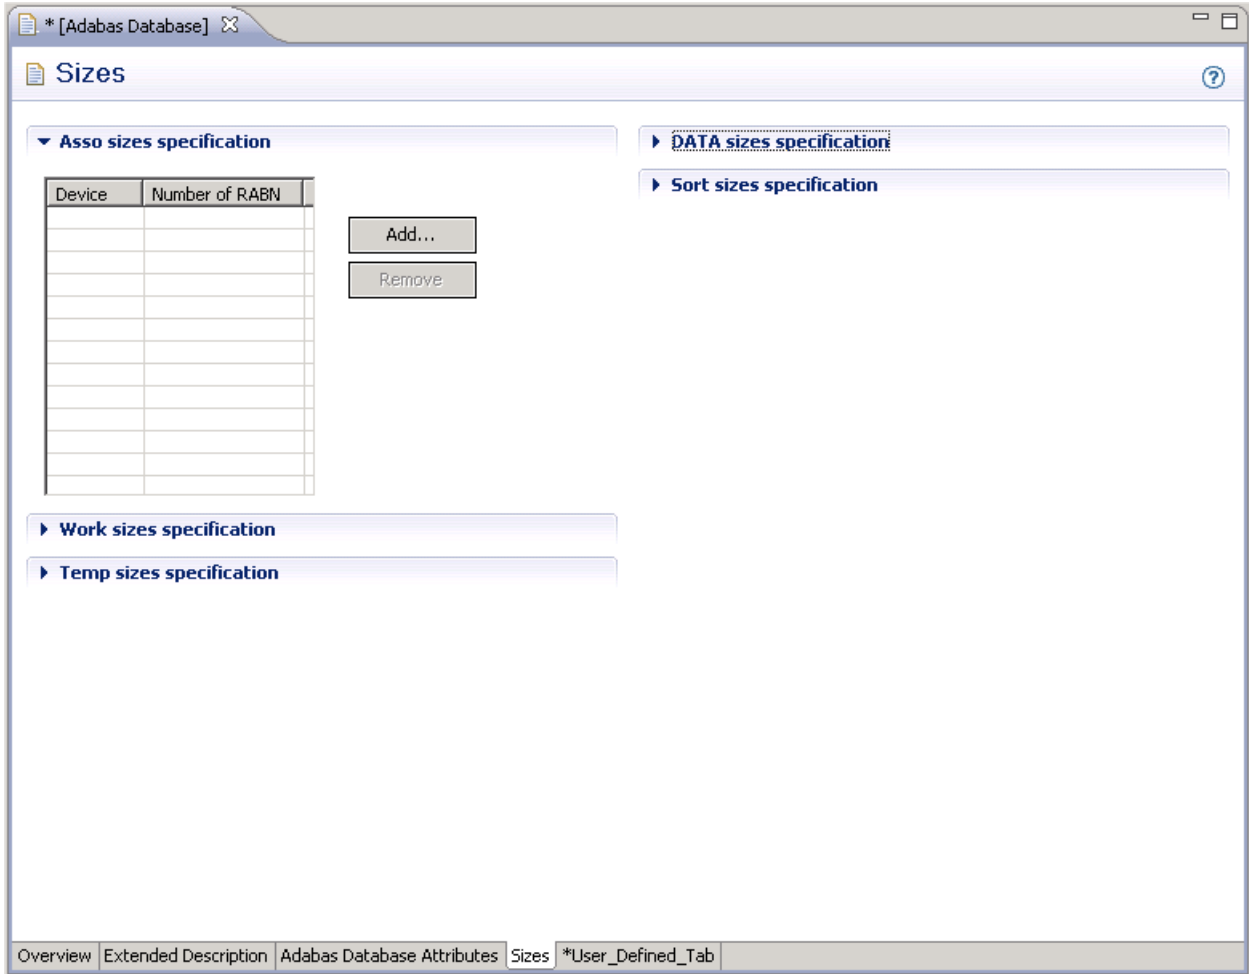 * [Adabas Database]
Sizes
Asso sizes specification
Device Number of RABN
Add...
Remove
Work sizes specification
Temp sizes specification
DATA sizes specification
Sort sizes specification
Overview Extended Description Adabas Database Attributes Sizes *User_Defined_Tab